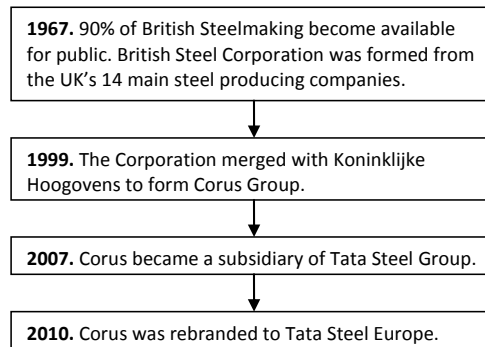 1967. 90% of British Steelmaking become available
for public. British Steel Corporation was formed from
the UK’s 14 main steel producing companies.
1999. The Corporation merged with Koninklijke
Hoogovens to form Corus Group.
2007. Corus became a subsidiary of Tata Steel Group.
2010. Corus was rebranded to Tata Steel Europe.